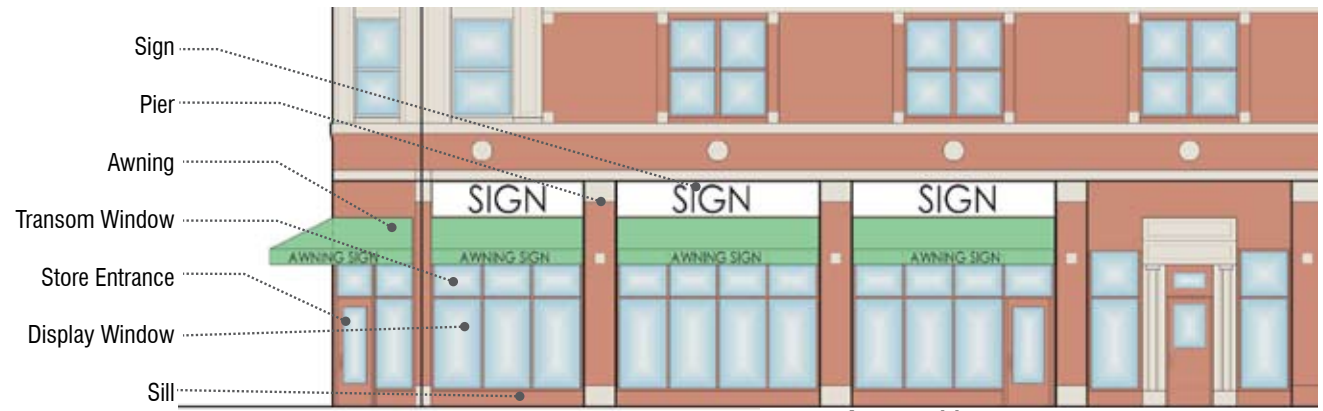 Sign
Pier
Awning
Transom Window
Store Entrance
Display Window
Sill
SIGN SIGN SIGN
AWNING SIGN AWNING SIGN AWNING SIGN AWNING SIGN